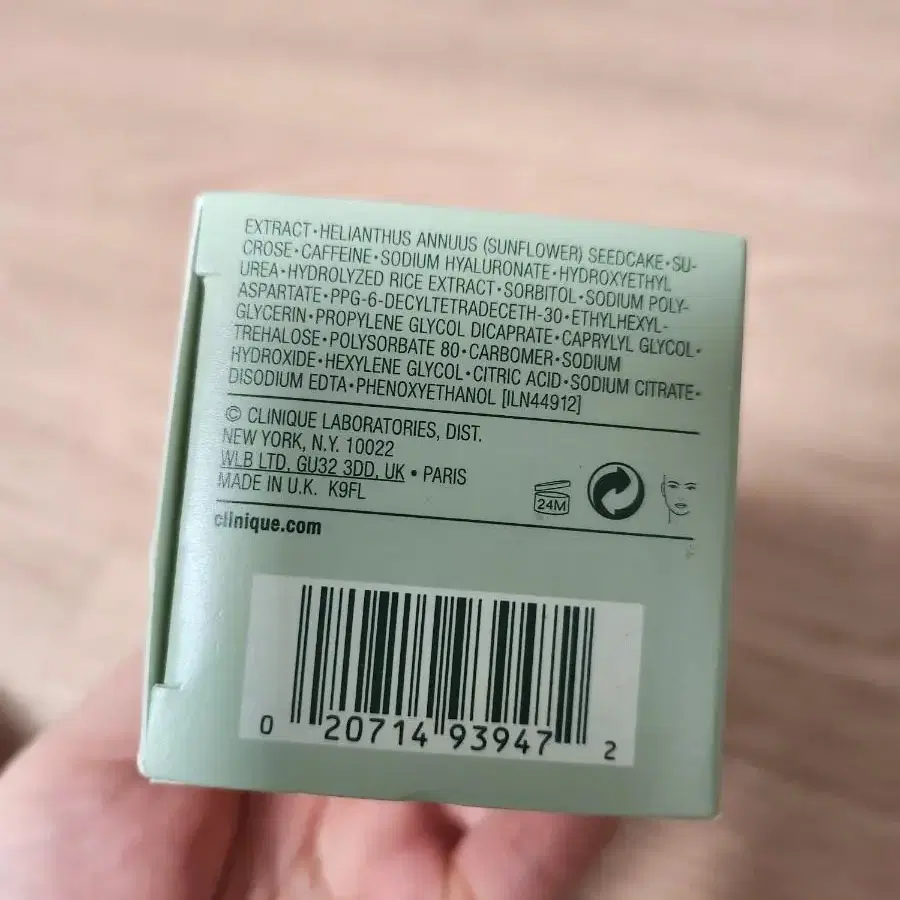 EXTRACT•HELIANTHUS ANNUUS (SUNFLOWER) SEEDCAKE•SU-
CROSE•CAFFEINE•SODIUM HYALURONATE•HYDROXYETHYL
UREA•HYDROLYZED RICE EXTRACT•SORBITOL•SODIUM POLY-
ASPARTATE•PPG-6-DECYLTETRADECETH-30•ETHYLHEXYL-
GLYCERIN•PROPYLENE GLYCOL DICAPRATE•CAPRYLYL GLYCOL•
TREHALOSE•POLYSORBATE 80•CARBOMER•SODIUM
HYDROXIDE•HEXYLENE GLYCOL•CITRIC ACID•SODIUM CITRATE•
DISODIUM EDTA•PHENOXYETHANOL [ILN44912]
© CLINIQUE LABORATORIES, DIST.
NEW YORK, N.Y. 10022
WLB LTD, GU32 3DD, UK • PARIS
MADE IN U.K. K9FL
24M
clinique.com
0 20714 93947 2